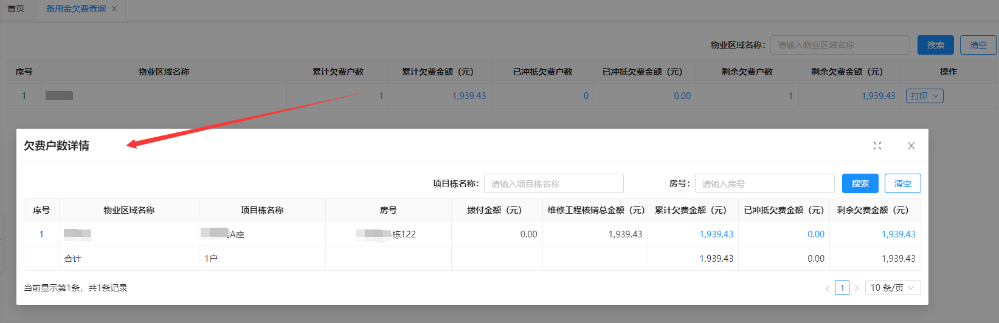 首页 备用金欠费查询
物业区域名称: 请输入物业区域名称 搜索 清空
序号 物业区域名称 累计欠费户数 累计欠费金额（元） 已冲抵欠费户数 已冲抵欠费金额（元） 剩余欠费户数 剩余欠费金额（元） 操作
1 1 1,939.43 0 0.00 1 1,939.43 打印
欠费户数详情
项目栋名称: 请输入项目栋名称 房号: 请输入房号 搜索 清空
序号 物业区域名称 项目栋名称 房号 拨付金额（元） 维修工程核销总金额（元） 累计欠费金额（元） 已冲抵欠费金额（元） 剩余欠费金额（元）
1 A座 栋122 0.00 1,939.43 1,939.43 0.00 1,939.43
合计 1户 1,939.43 0.00 1,939.43
当前显示第1条，共1条记录 < 1 > 10 条/页